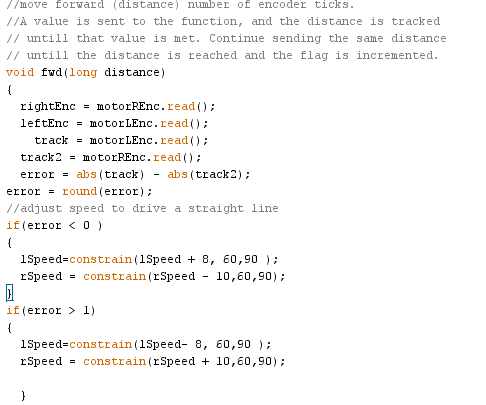 //move forward (distance) number of encoder ticks.
//A value is sent to the function, and the distance is tracked
// untill that value is met. Continue sending the same distance
// untill the distance is reached and the flag is incremented.
void fwd(long distance)
{
  rightEnc = motorREnc.read();
  leftEnc = motorLEnc.read();
    track = motorLEnc.read();
  track2 = motorREnc.read();
  error = abs(track) - abs(track2);
error = round(error);
//adjust speed to drive a straight line
if(error < 0 )
{
  lSpeed=constrain(lSpeed + 8, 60,90 );
  rSpeed = constrain(rSpeed - 10,60,90);
}
if(error > 1)
{
  lSpeed=constrain(lSpeed- 8, 60,90 );
  rSpeed = constrain(rSpeed + 10,60,90);
  }